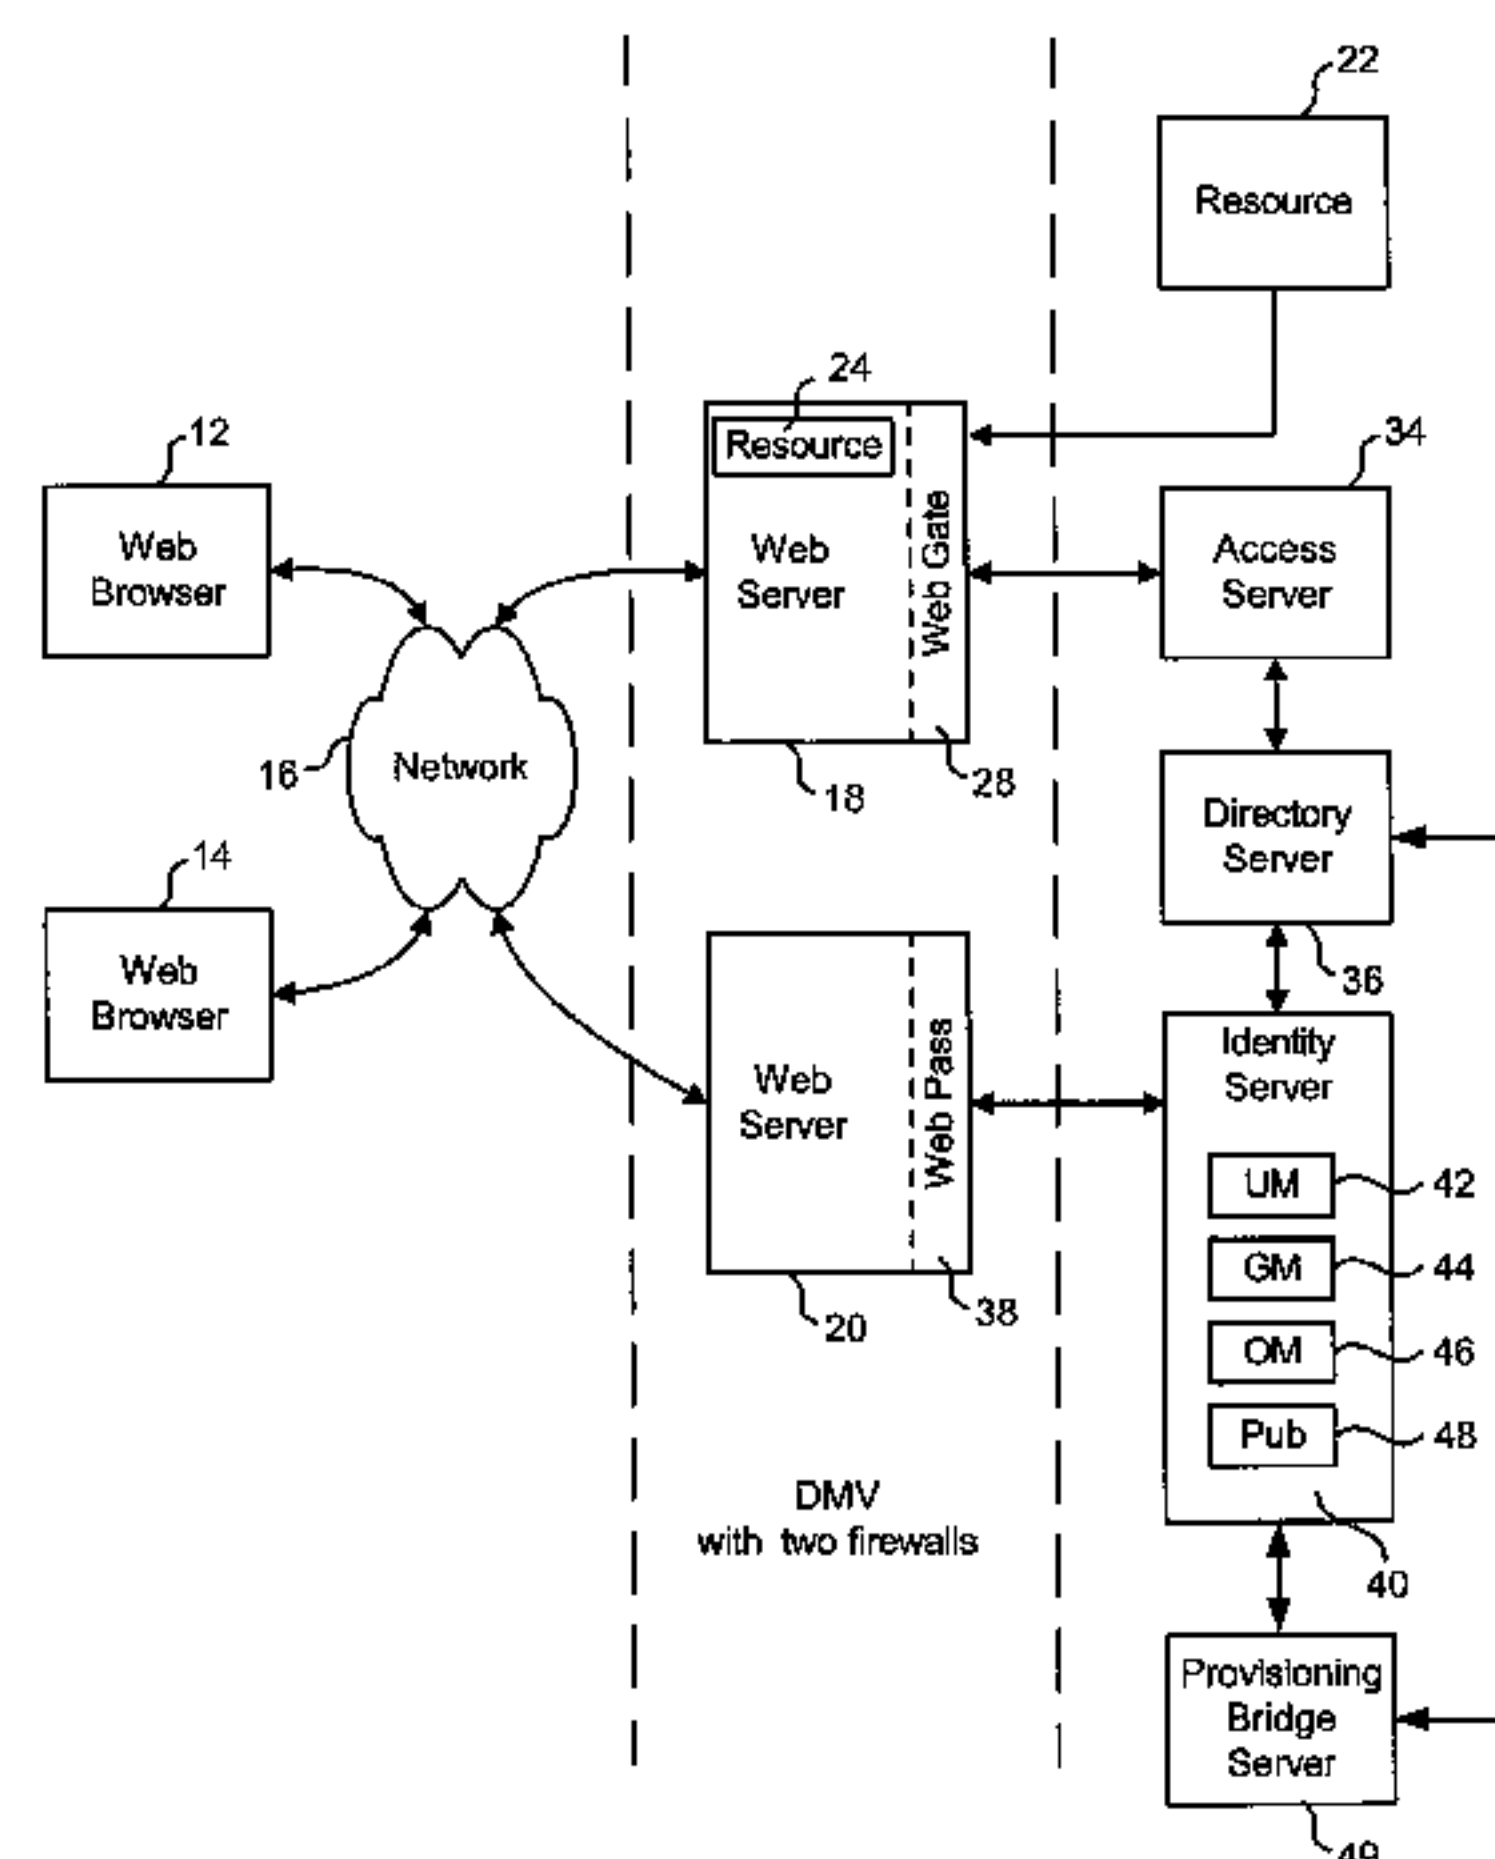 22
Resource
24
Resource
12
34
Web
Browser
Web
Server
Web Gate
Access
Server
16
Network
18
28
Directory
Server
14
36
Web
Browser
Web
Server
Web Pass
Identity
Server
UM
42
GM
44
20
38
OM
46
Pub
48
DMV
with two firewalls
40
Provisioning
Bridge
Server
49